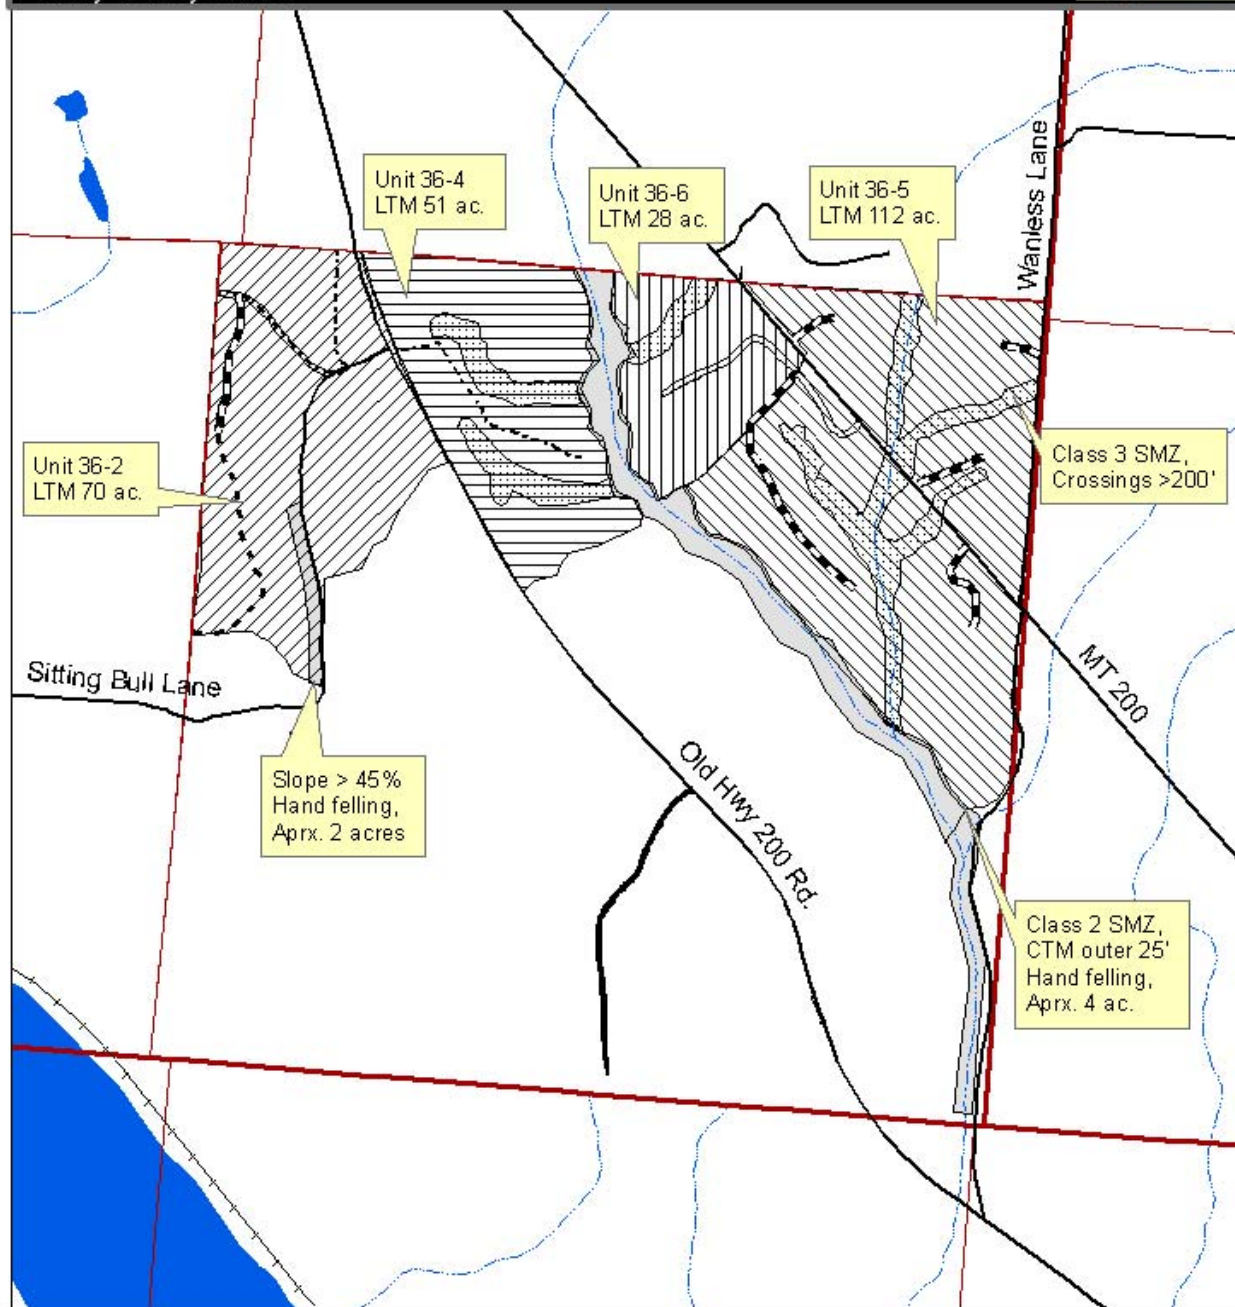 Wanless Lane
Unit 36-4
LTM 51 ac.
Unit 36-6
LTM 28 ac.
Unit 36-5
LTM 112 ac.
Unit 36-2
LTM 70 ac.
Class 3 SMZ,
Crossings >200'
Sitting Bull Lane
MT 200
Slope > 45%
Hand felling,
Aprx. 2 acres
Old Hwy 200 Rd.
Class 2 SMZ,
CTM outer 25'
Hand felling,
Aprx. 4 ac.